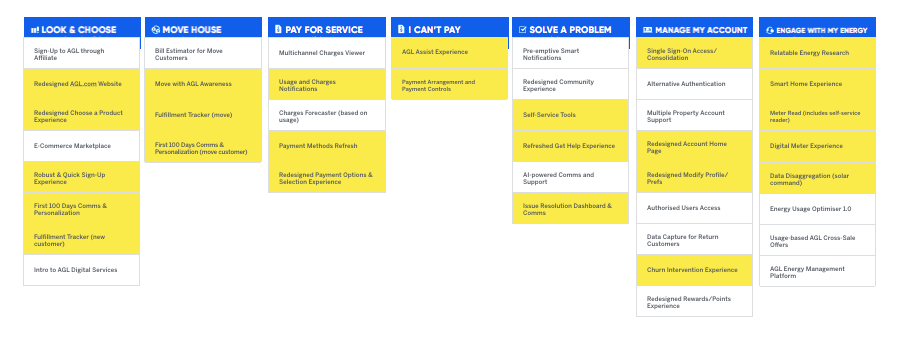 LOOK & CHOOSE
Sign-Up to AGL through
Affiliate
Redesigned AGL.com Website
Redesigned Choose a Product
Experience
E-Commerce Marketplace
Robust & Quick Sign-Up
Experience
First 100 Days Comms &
Personalization
Fulfillment Tracker (new
customer)
Intro to AGL Digital Services
MOVE HOUSE
Bill Estimator for Move
Customers
Move with AGL Awareness
Fulfillment Tracker (move)
First 100 Days Comms &
Personalization (move customer)
PAY FOR SERVICE
Multichannel Charges Viewer
Usage and Charges
Notifications
Charges Forecaster (based on
usage)
Payment Methods Refresh
Redesigned Payment Options &
Selection Experience
I CAN'T PAY
AGL Assist Experience
Payment Arrangement and
Payment Controls
SOLVE A PROBLEM
Pre-emptive Smart
Notifications
Redesigned Community
Experience
Self-Service Tools
Refreshed Get Help Experience
AI-powered Comms and
Support
Issue Resolution Dashboard &
Comms
MANAGE MY ACCOUNT
Single Sign-On Access/
Consolidation
Alternative Authentication
Multiple Property Account
Support
Redesigned Account Home
Page
Redesigned Modify Profile/
Prefs
Authorised Users Access
Data Capture for Return
Customers
Churn Intervention Experience
Redesigned Rewards/Points
Experience
ENGAGE WITH MY ENERGY
Relatable Energy Research
Smart Home Experience
Meter Read (includes self-service
reader)
Digital Meter Experience
Data Disaggregation (solar
command)
Energy Usage Optimiser 1.0
Usage-based AGL Cross-Sale
Offers
AGL Energy Management
Platform